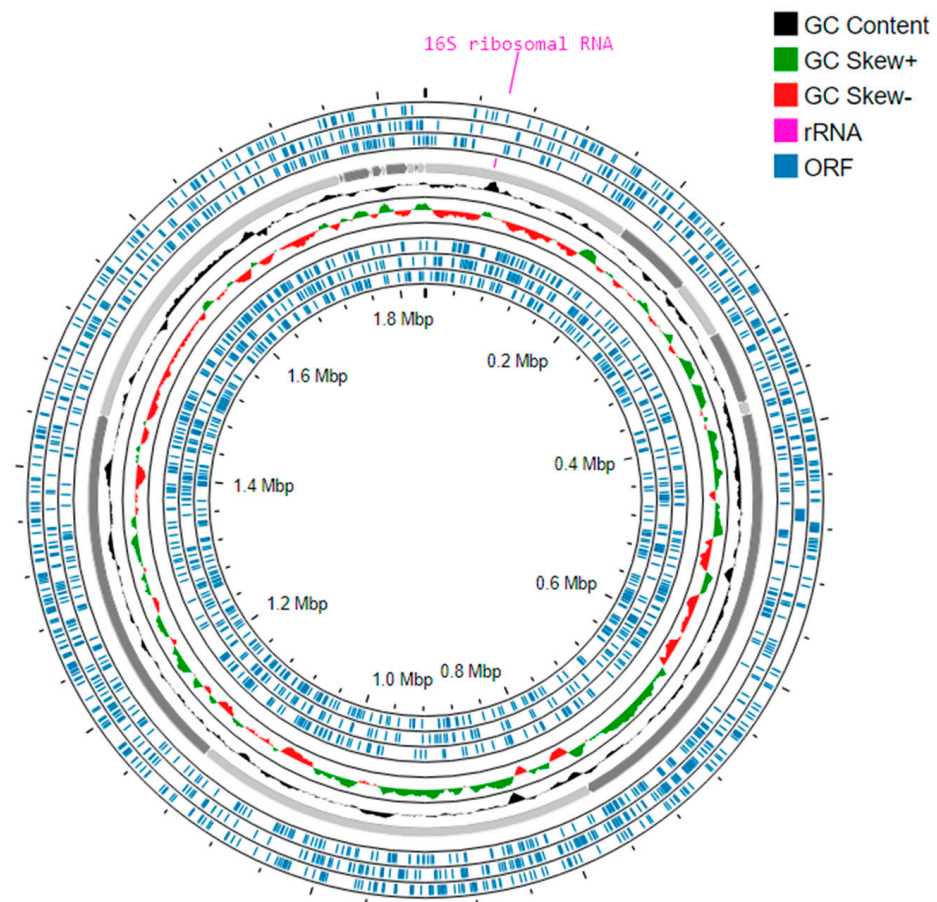 16S ribosomal RNA
GC Content
GC Skew+
GC Skew-
rRNA
ORF
1.8 Mbp
0.2 Mbp
1.6 Mbp
0.4 Mbp
1.4 Mbp
0.6 Mbp
1.2 Mbp
1.0 Mbp
0.8 Mbp